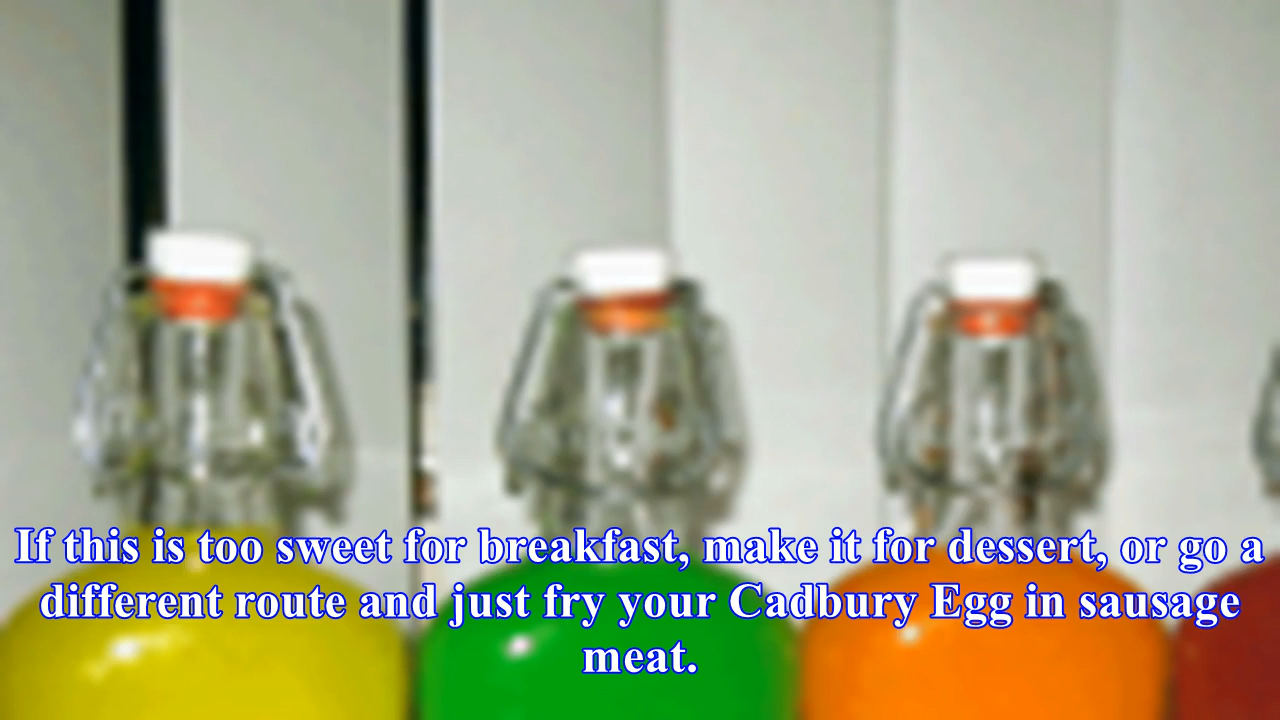 If this is too sweet for breakfast, make it for dessert, or go a
different route and just fry your Cadbury Egg in sausage
meat.